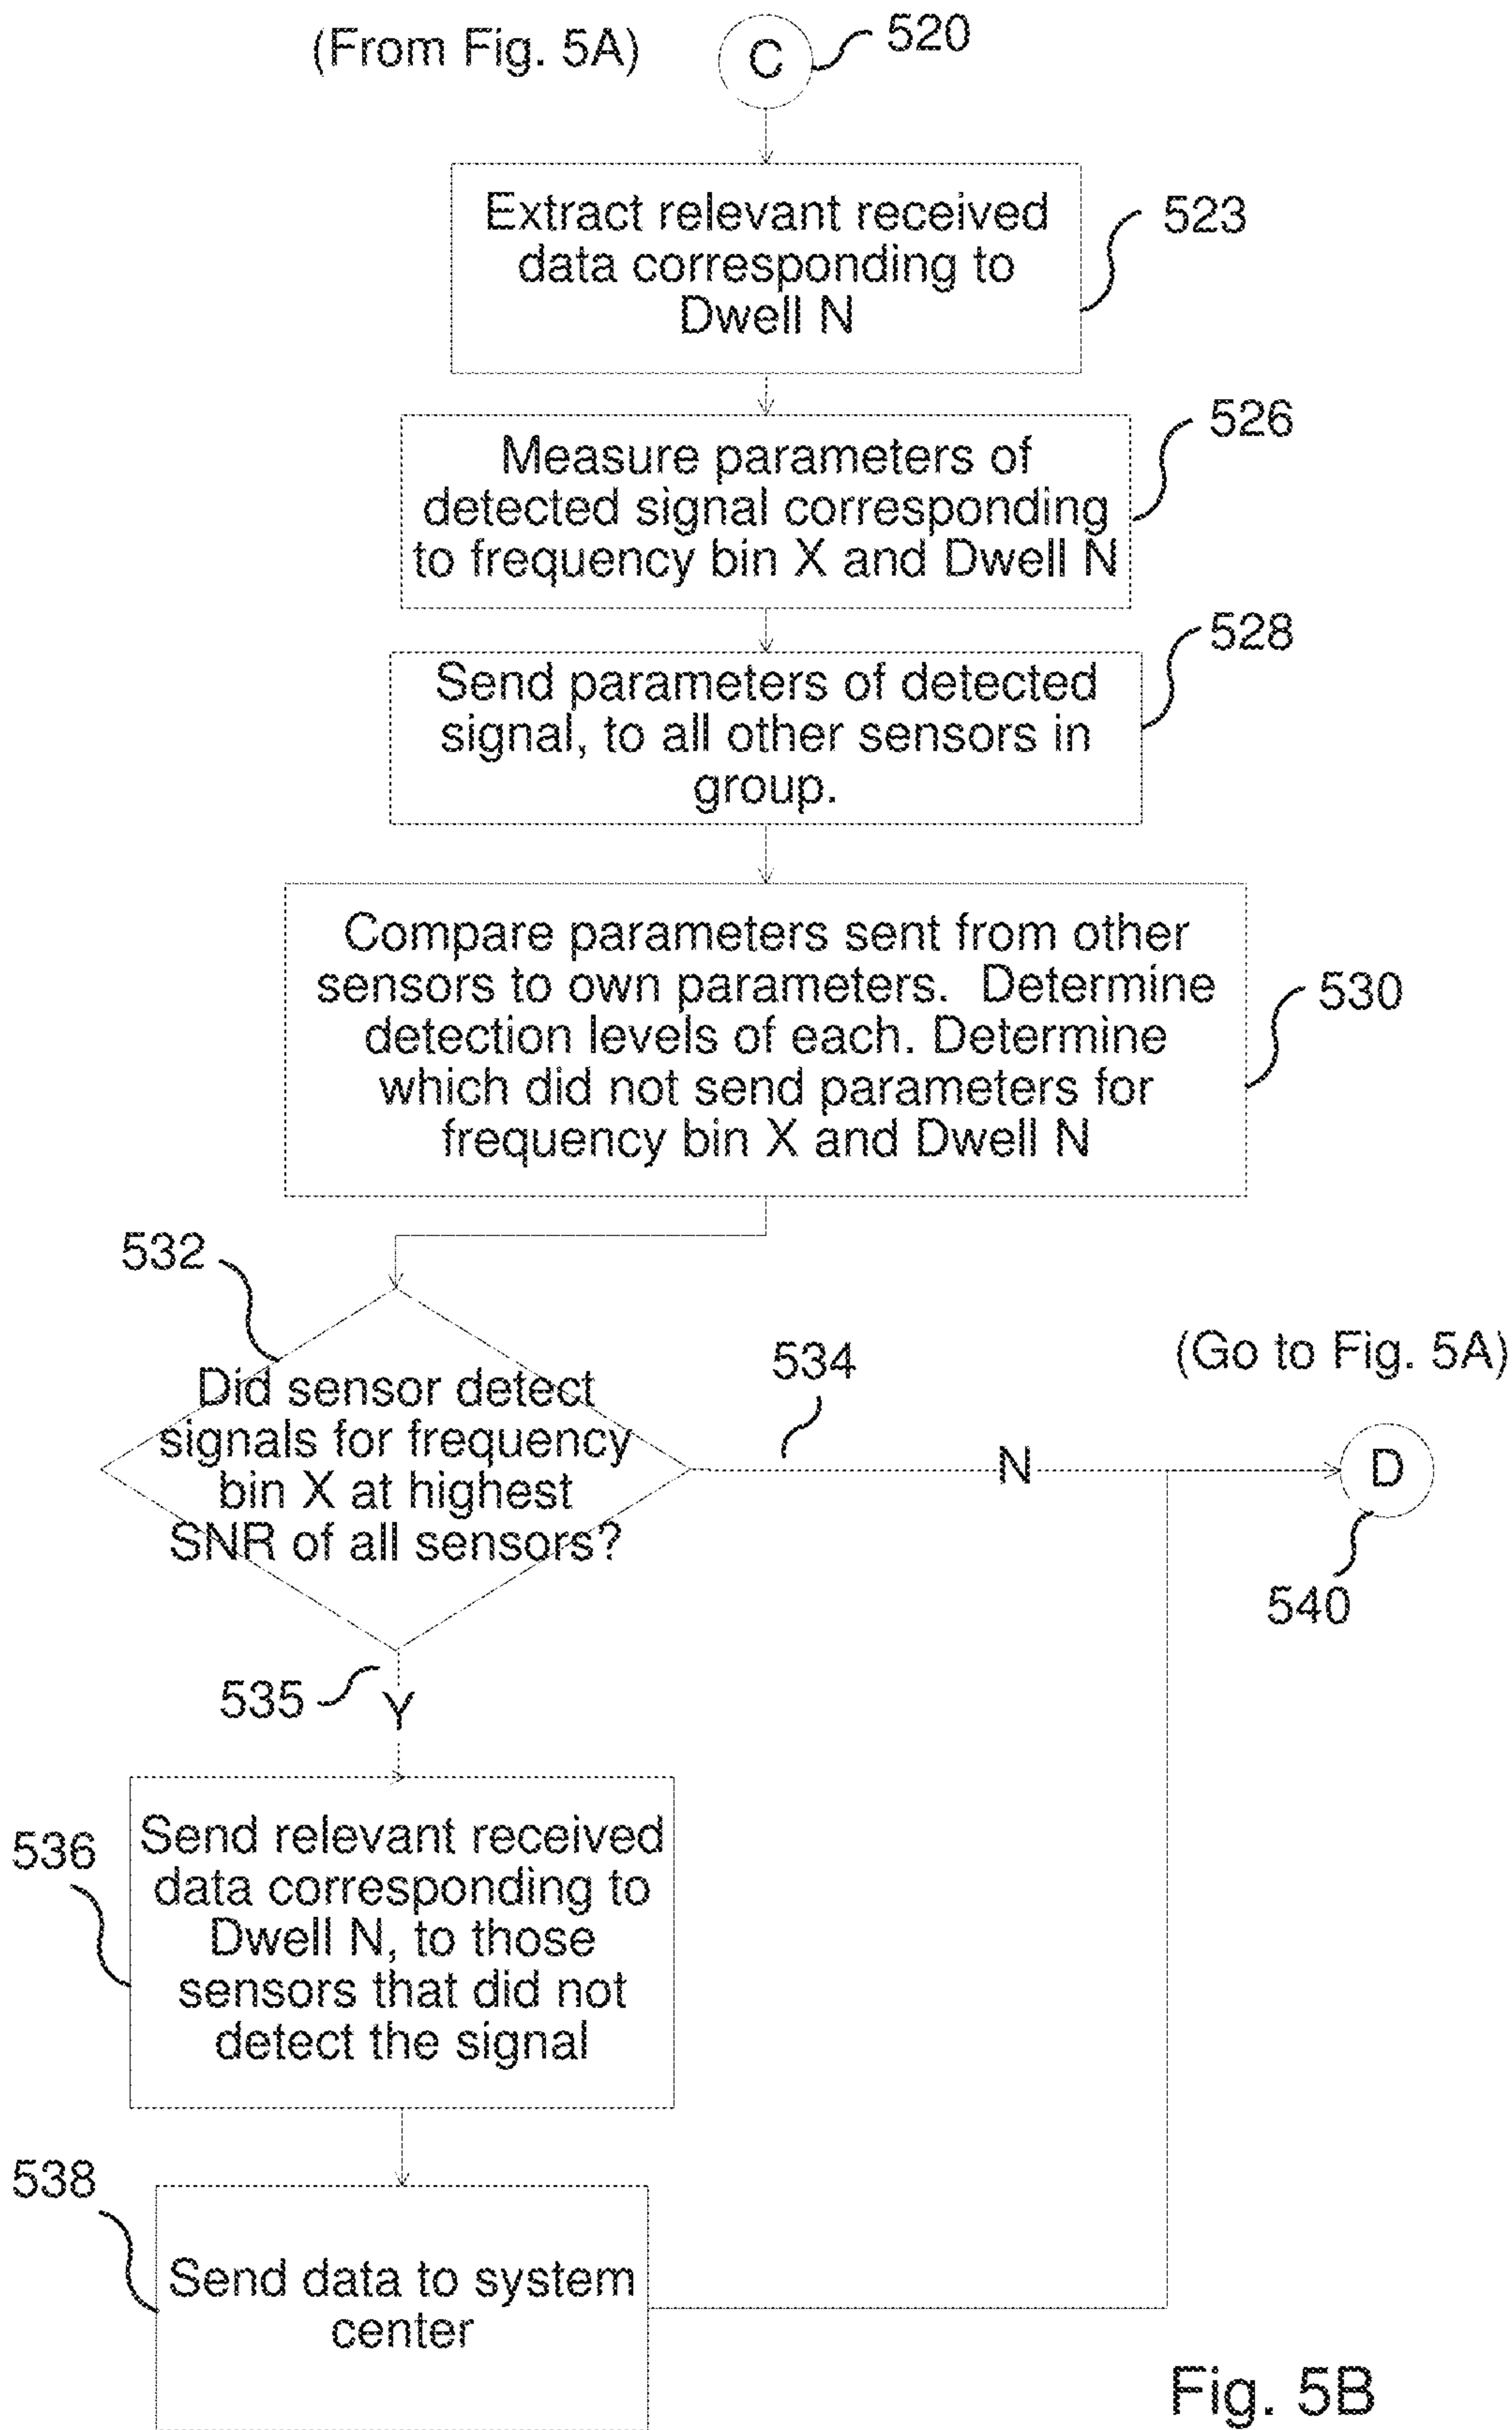 (From Fig. 5A)
C
520
Extract relevant received
data corresponding to
Dwell N
523
Measure parameters of
detected signal corresponding
to frequency bin X and Dwell N
526
Send parameters of detected
signal, to all other sensors in
group.
528
Compare parameters sent from other
sensors to own parameters. Determine
detection levels of each. Determine
which did not send parameters for
frequency bin X and Dwell N
530
532
Did sensor detect
signals for frequency
bin X at highest
SNR of all sensors?
534
N
(Go to Fig. 5A)
D
540
535
Y
536
Send relevant received
data corresponding to
Dwell N, to those
sensors that did not
detect the signal
538
Send data to system
center
Fig. 5B